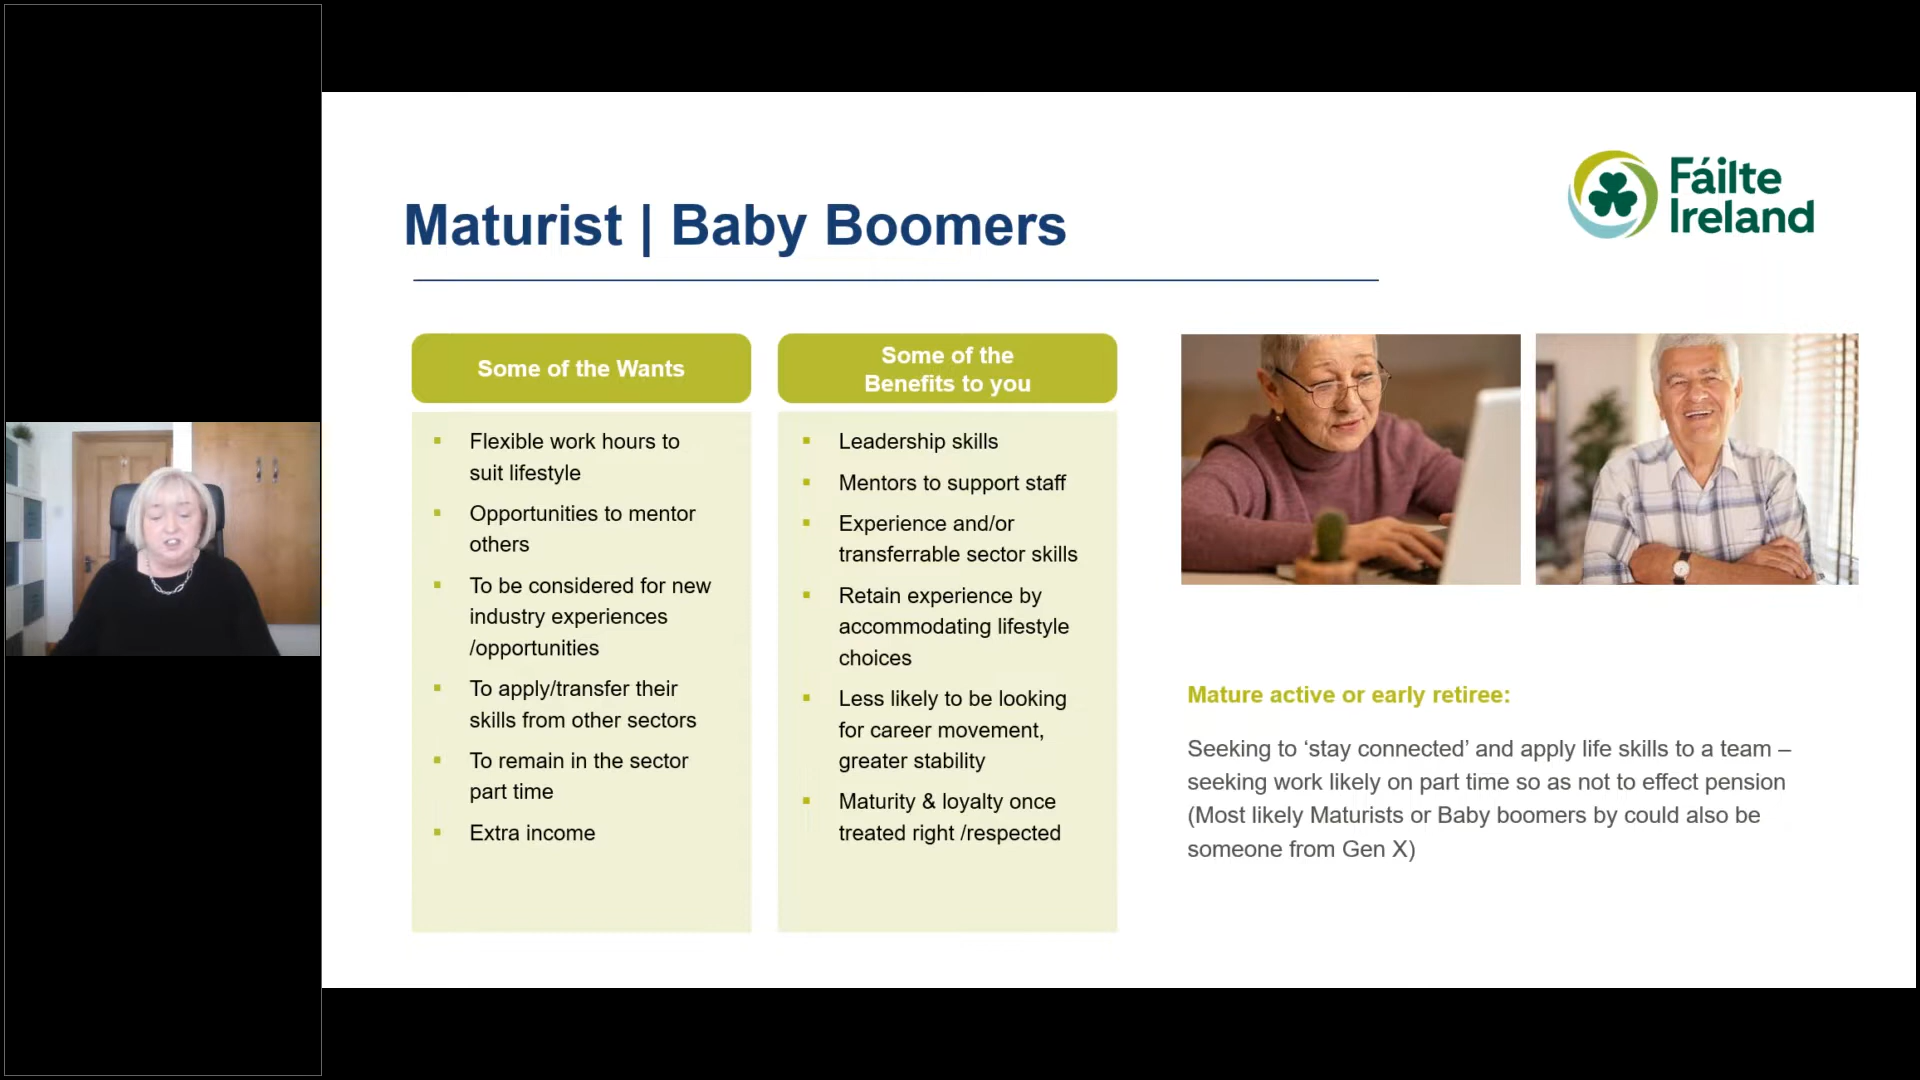 Fáilte
Ireland
Maturist | Baby Boomers
Some of the Wants
Flexible work hours to
suit lifestyle
Opportunities to mentor
others
To be considered for new
industry experiences
/opportunities
To apply/transfer their
skills from other sectors
To remain in the sector
part time
Extra income
Some of the
Benefits to you
Leadership skills
Mentors to support staff
Experience and/or
transferrable sector skills
Retain experience by
accommodating lifestyle
choices
Less likely to be looking
for career movement,
greater stability
Maturity & loyalty once
treated right /respected
Mature active or early retiree:
Seeking to ‘stay connected’ and apply life skills to a team –
seeking work likely on part time so as not to effect pension
(Most likely Maturists or Baby boomers by could also be
someone from Gen X)